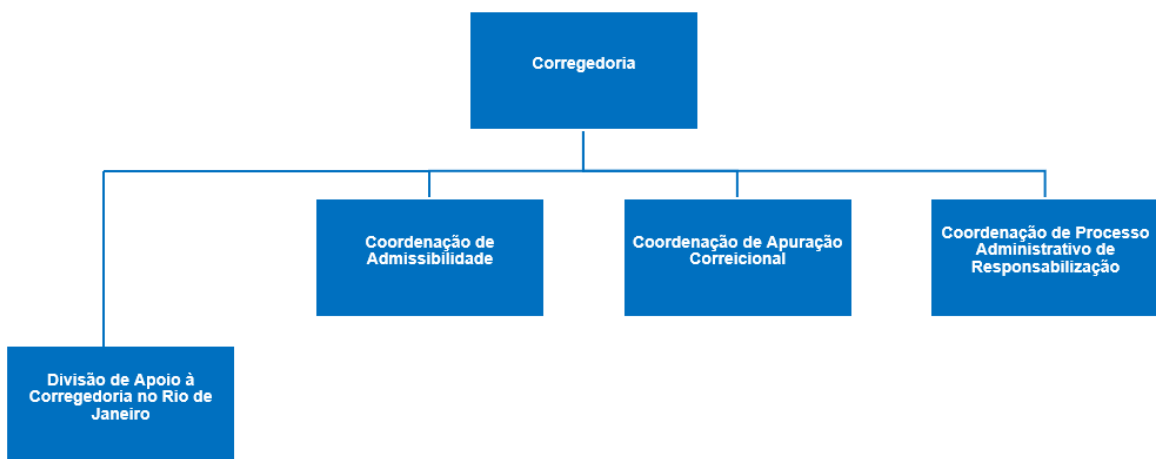 Corregedoria
Coordenação de
Admissibilidade
Coordenação de Apuração
Correicional
Coordenação de Processo
Administrativo de
Responsabilização
Divisão de Apoio à
Corregedoria no Rio de
Janeiro